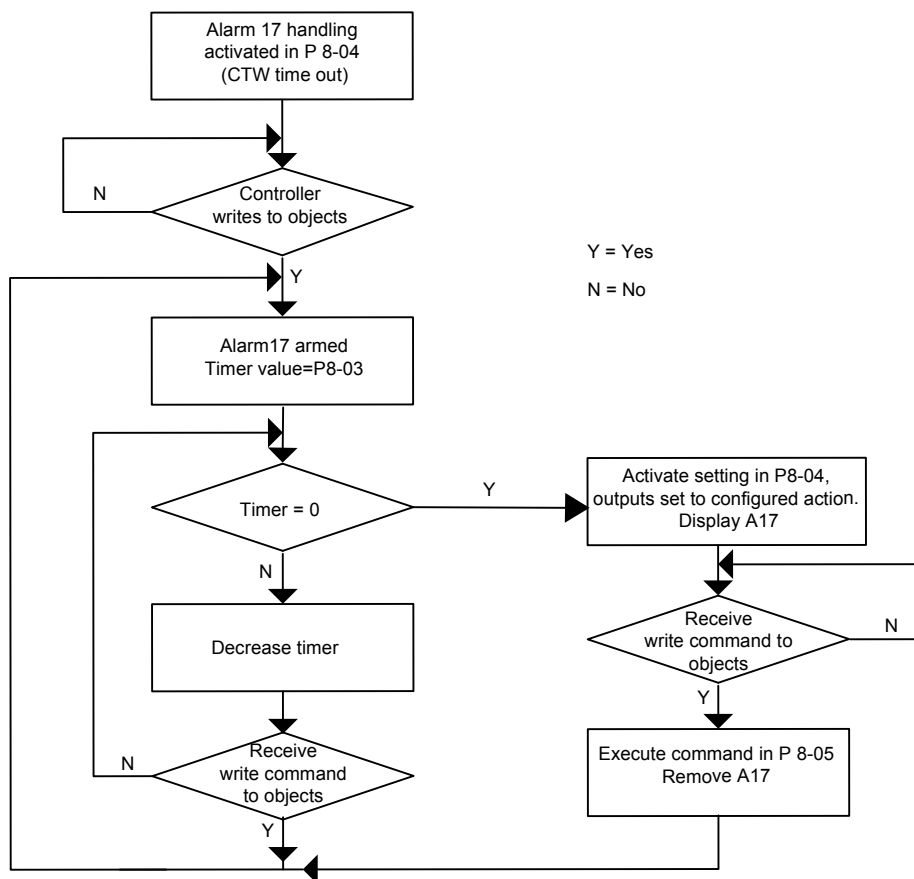 Alarm 17 handling
activated in P 8-04
(CTW time out)
N
Controller
writes to objects
Y = Yes
Y
N = No
Alarm17 armed
Timer value=P8-03
Timer = 0
Y
Activate setting in P8-04,
outputs set to configured action.
Display A17
N
Decrease timer
Receive
write command to
objects
N
Y
N
Receive
write command
to objects
Execute command in P 8-05
Remove A17
Y